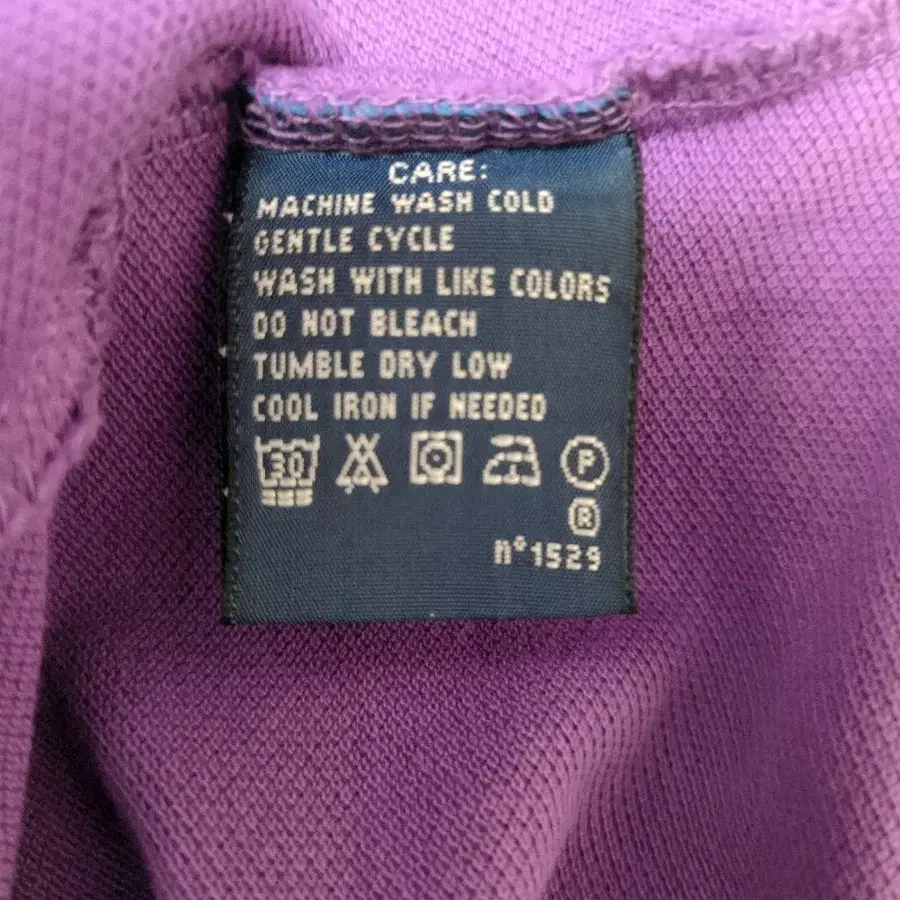 CARE:
MACHINE WASH COLD
GENTLE CYCLE
WASH WITH LIKE COLORS
DO NOT BLEACH
TUMBLE DRY LOW
COOL IRON IF NEEDED
30 P
®
nº1529